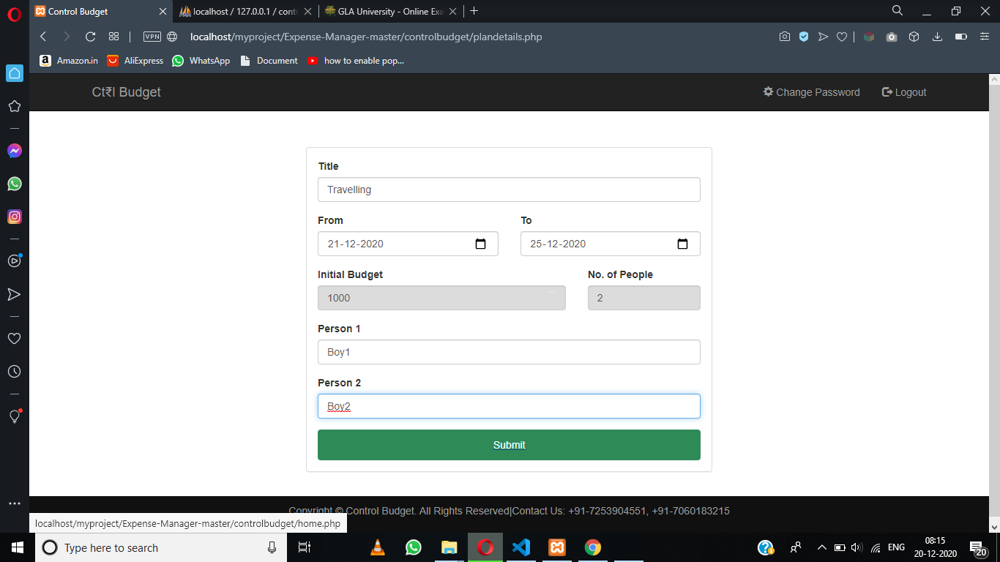 Control Budget
localhost / 127.0.0.1 / contr
GLA University - Online Exa
VPN
localhost/myproject/Expense-Manager-master/controlbudget/plandetails.php
Amazon.in
AliExpress
WhatsApp
Document
how to enable pop...
Ct₹l Budget
Change Password
Logout
Title
Travelling
From
To
21-12-2020
25-12-2020
Initial Budget
No. of People
1000
2
Person 1
Boy1
Person 2
Boy2
Submit
Copyright © Control Budget. All Rights Reserved|Contact Us: +91-7253904551, +91-7060183215
localhost/myproject/Expense-Manager-master/controlbudget/home.php
Type here to search
ENG
08:15
20-12-2020
20